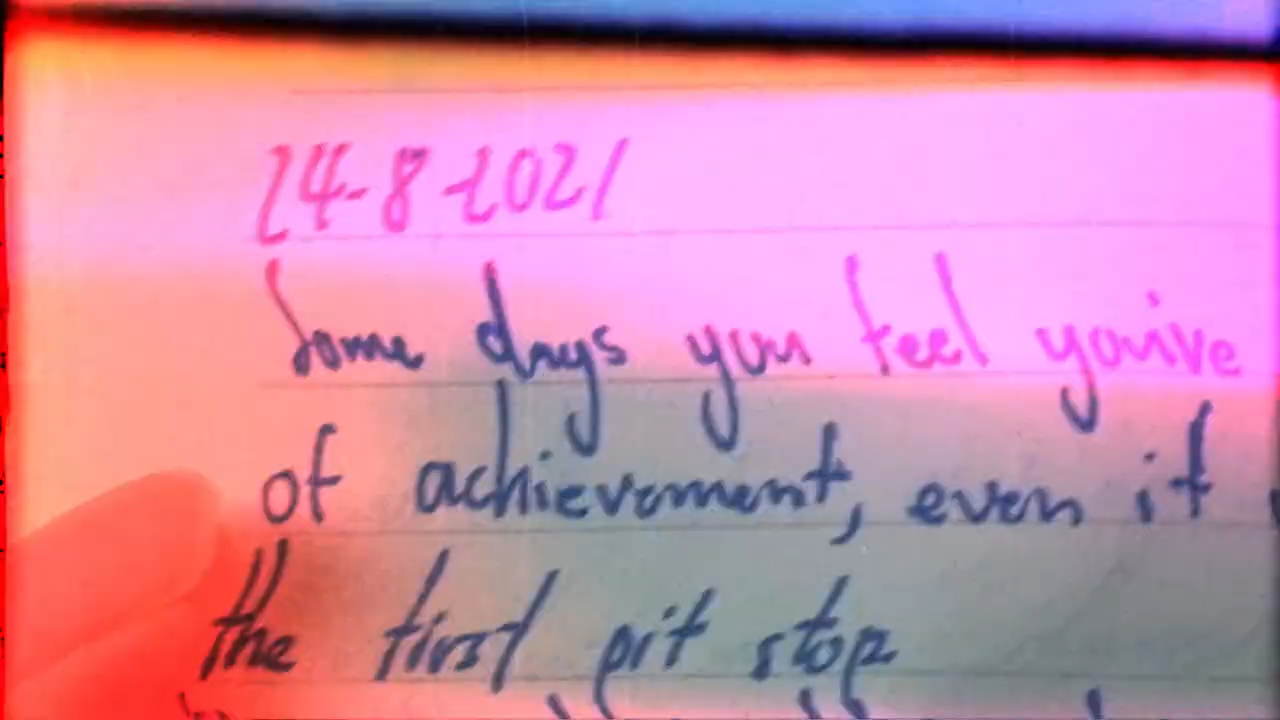 24-8-2021
Some days you feel you've
of achievement, even if
the first pit stop